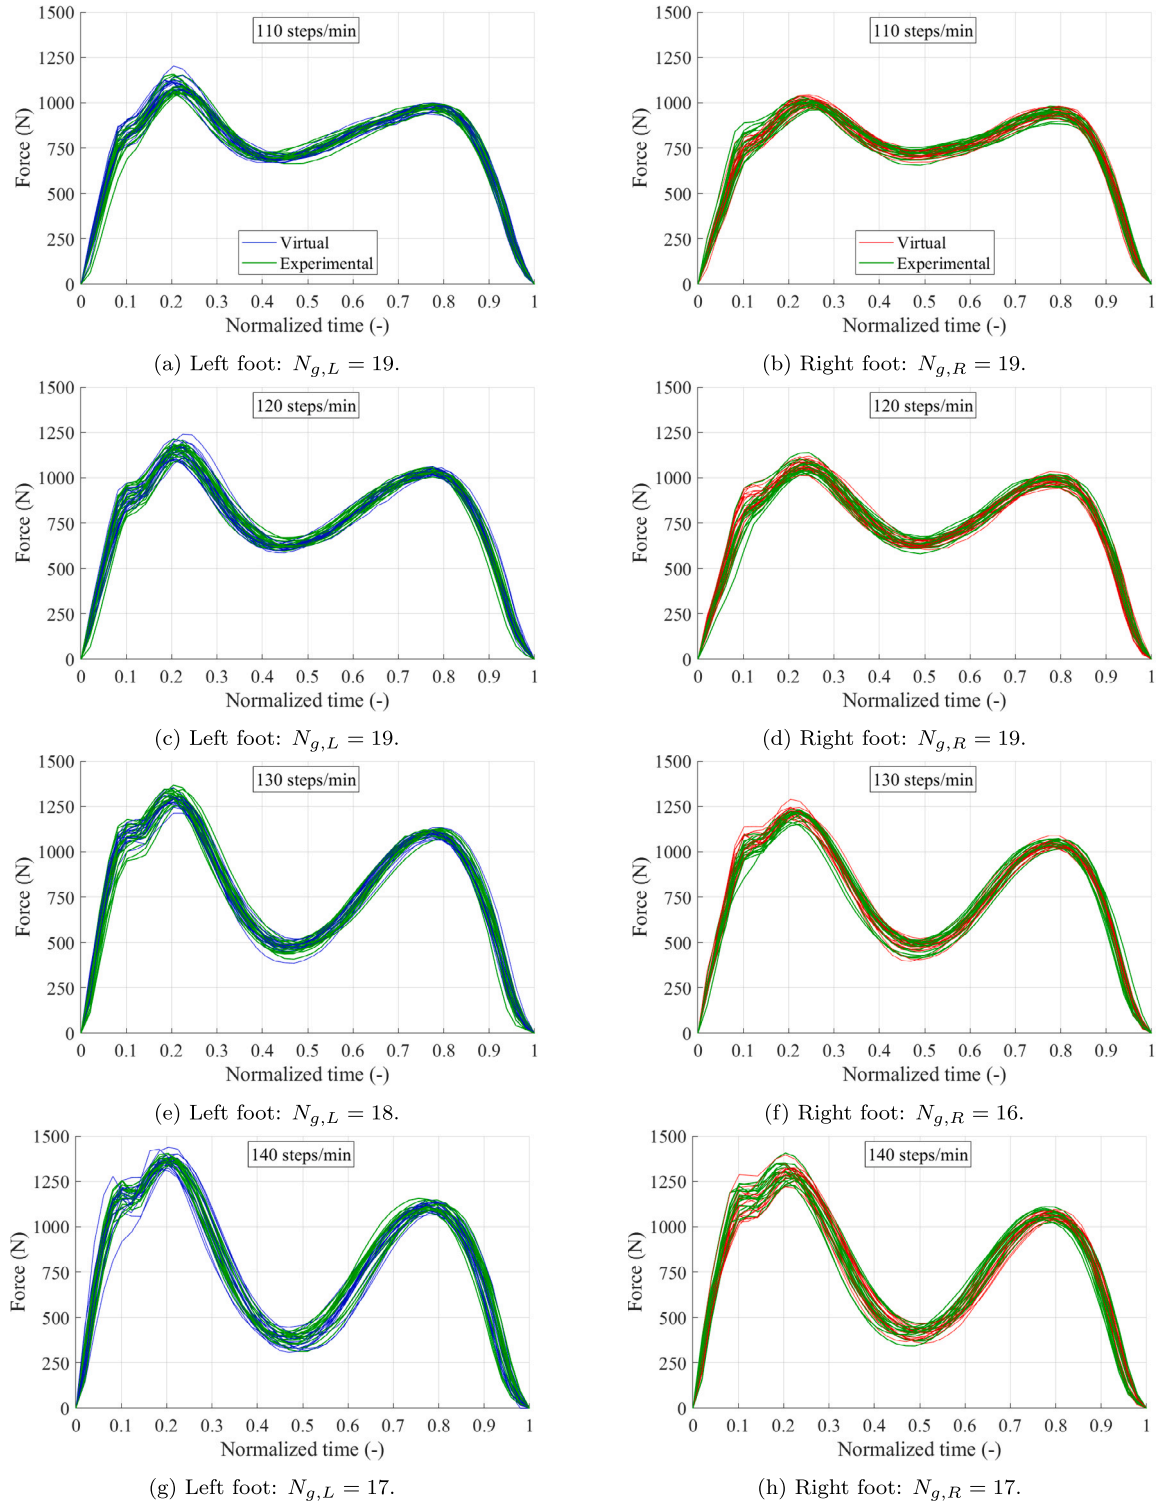 110 steps/min
1500
1250
1000
750
500
250
0
Force (N)
Virtual
Experimental
0 0.1 0.2 0.3 0.4 0.5 0.6 0.7 0.8 0.9 1
Normalized time (-)
(a) Left foot: N_{g,L} = 19.
110 steps/min
1500
1250
1000
750
500
250
0
Force (N)
Virtual
Experimental
0 0.1 0.2 0.3 0.4 0.5 0.6 0.7 0.8 0.9 1
Normalized time (-)
(b) Right foot: N_{g,R} = 19.
120 steps/min
1500
1250
1000
750
500
250
0
Force (N)
0 0.1 0.2 0.3 0.4 0.5 0.6 0.7 0.8 0.9 1
Normalized time (-)
(c) Left foot: N_{g,L} = 19.
120 steps/min
1500
1250
1000
750
500
250
0
Force (N)
0 0.1 0.2 0.3 0.4 0.5 0.6 0.7 0.8 0.9 1
Normalized time (-)
(d) Right foot: N_{g,R} = 19.
130 steps/min
1500
1250
1000
750
500
250
0
Force (N)
0 0.1 0.2 0.3 0.4 0.5 0.6 0.7 0.8 0.9 1
Normalized time (-)
(e) Left foot: N_{g,L} = 18.
130 steps/min
1500
1250
1000
750
500
250
0
Force (N)
0 0.1 0.2 0.3 0.4 0.5 0.6 0.7 0.8 0.9 1
Normalized time (-)
(f) Right foot: N_{g,R} = 16.
140 steps/min
1500
1250
1000
750
500
250
0
Force (N)
0 0.1 0.2 0.3 0.4 0.5 0.6 0.7 0.8 0.9 1
Normalized time (-)
(g) Left foot: N_{g,L} = 17.
140 steps/min
1500
1250
1000
750
500
250
0
Force (N)
0 0.1 0.2 0.3 0.4 0.5 0.6 0.7 0.8 0.9 1
Normalized time (-)
(h) Right foot: N_{g,R} = 17.